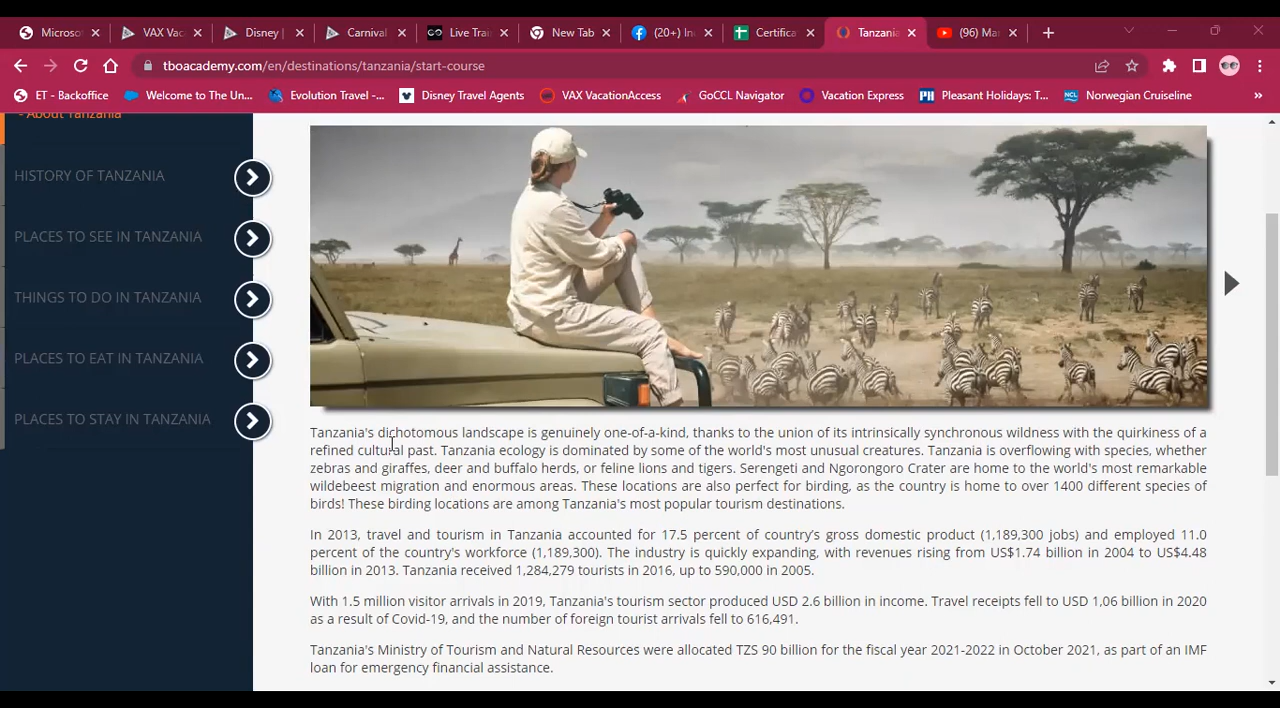 Microsof
VAX Vac
Disney |
Carnival
Live Tra
New Tab
(20+) In
Certifica
Tanzania
(96) Ma
tboacademy.com/en/destinations/tanzania/start-course
ET - Backoffice
Welcome to The Un...
Evolution Travel -...
Disney Travel Agents
VAX VacationAccess
GoCCL Navigator
Vacation Express
Pleasant Holidays: T...
Norwegian Cruiseline
- About Tanzania
HISTORY OF TANZANIA
PLACES TO SEE IN TANZANIA
THINGS TO DO IN TANZANIA
PLACES TO EAT IN TANZANIA
PLACES TO STAY IN TANZANIA
Tanzania's dichotomous landscape is genuinely one-of-a-kind, thanks to the union of its intrinsically synchronous wildness with the quirkiness of a
refined cultural past. Tanzania ecology is dominated by some of the world's most unusual creatures. Tanzania is overflowing with species, whether
zebras and giraffes, deer and buffalo herds, or feline lions and tigers. Serengeti and Ngorongoro Crater are home to the world's most remarkable
wildebeest migration and enormous areas. These locations are also perfect for birding, as the country is home to over 1400 different species of
birds! These birding locations are among Tanzania's most popular tourism destinations.
In 2013, travel and tourism in Tanzania accounted for 17.5 percent of country's gross domestic product (1,189,300 jobs) and employed 11.0
percent of the country's workforce (1,189,300). The industry is quickly expanding, with revenues rising from US$1.74 billion in 2004 to US$4.48
billion in 2013. Tanzania received 1,284,279 tourists in 2016, up to 590,000 in 2005.
With 1.5 million visitor arrivals in 2019, Tanzania's tourism sector produced USD 2.6 billion in income. Travel receipts fell to USD 1,06 billion in 2020
as a result of Covid-19, and the number of foreign tourist arrivals fell to 616,491.
Tanzania's Ministry of Tourism and Natural Resources were allocated TZS 90 billion for the fiscal year 2021-2022 in October 2021, as part of an IMF
loan for emergency financial assistance.